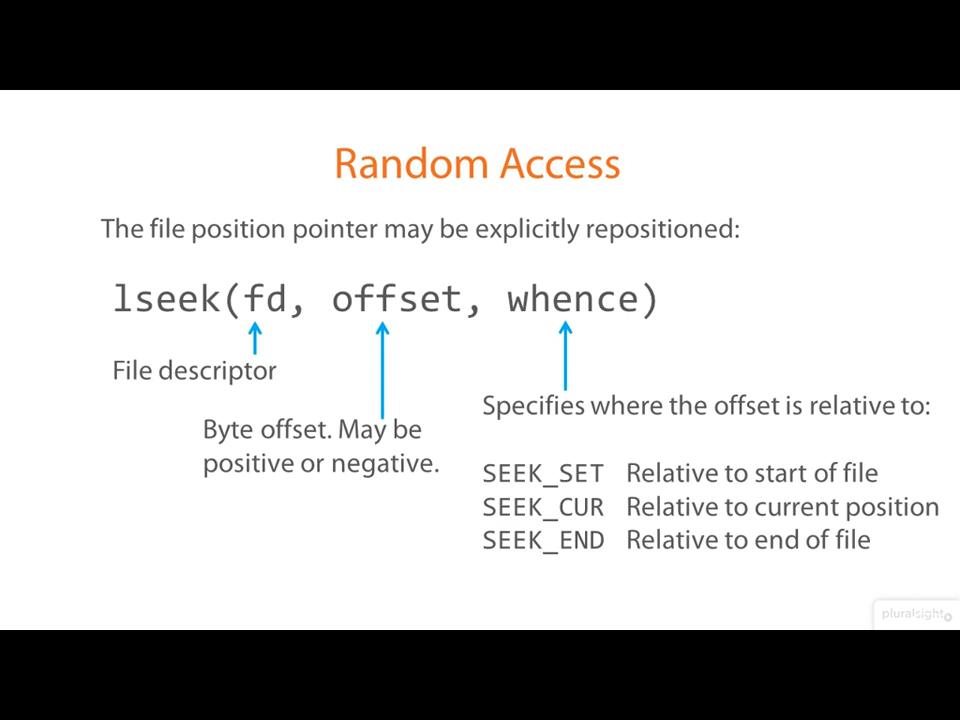 Random Access
The file position pointer may be explicitly repositioned:
lseek(fd, offset, whence)
File descriptor
Byte offset. May be
positive or negative.
Specifies where the offset is relative to:
SEEK_SET Relative to start of file
SEEK_CUR Relative to current position
SEEK_END Relative to end of file
pluralsight